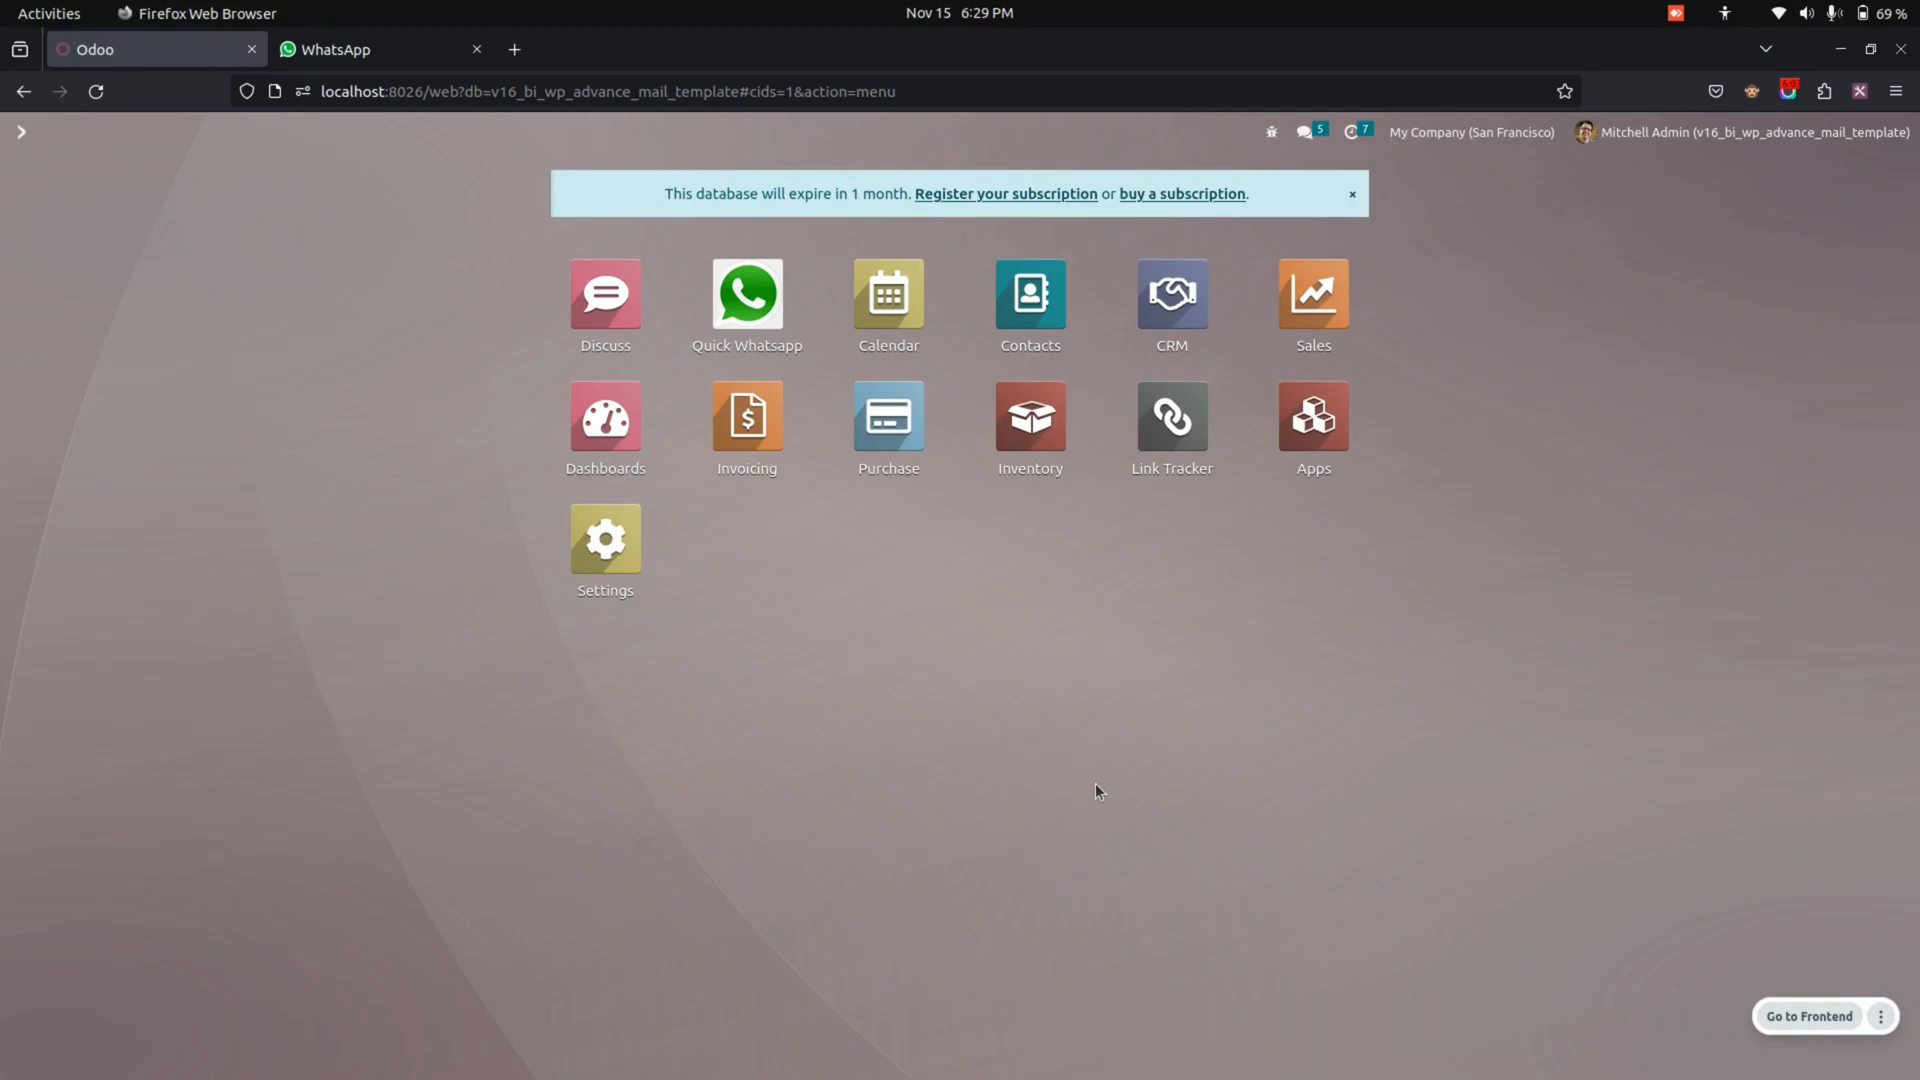 Activities
Firefox Web Browser
Nov 15 6:29 PM
69 %
Odoo
WhatsApp
localhost:8026/web?db=v16_bi_wp_advance_mail_template#cids=1&action=menu
5
7
My Company (San Francisco)
Mitchell Admin (v16_bi_wp_advance_mail_template)
This database will expire in 1 month. Register your subscription or buy a subscription.
Discuss
Quick Whatsapp
Calendar
Contacts
CRM
Sales
Dashboards
Invoicing
Purchase
Inventory
Link Tracker
Apps
Settings
Go to Frontend